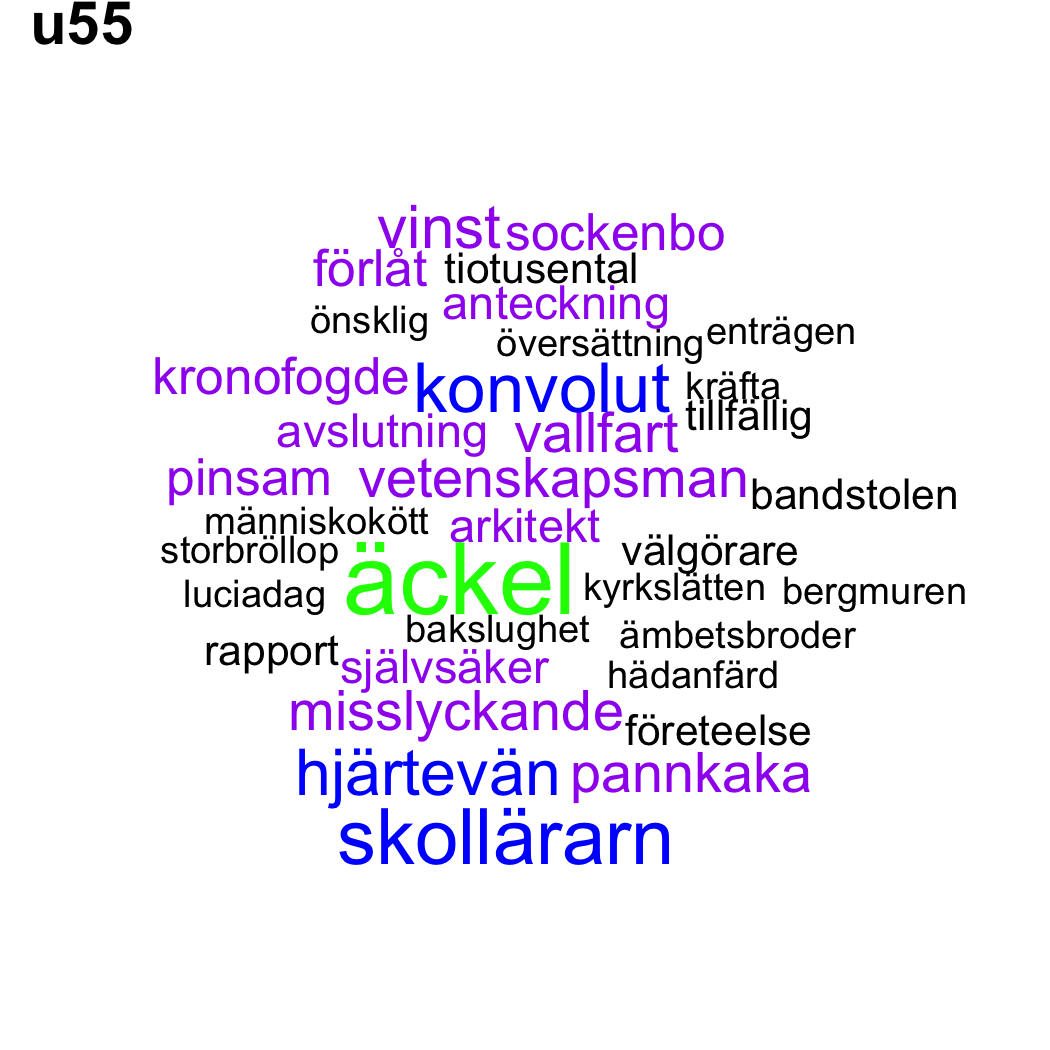 u55
vinst sockenbo
förlåt tiotusental
anteckning
önsklig
översättning enträgen
kronofogde konvolut kräfta
tillfällig
avslutning vallfart
pinsam vetenskapsman bandstolen
människokött arkitekt
storbröllop välgörare
luciadag äckel kyrkslätten bergmuren
bakslughet ämbetsbroder
rapport självsäker hädanfärd
misslyckande företeelse
hjärtevän pannkaka
skollärarn